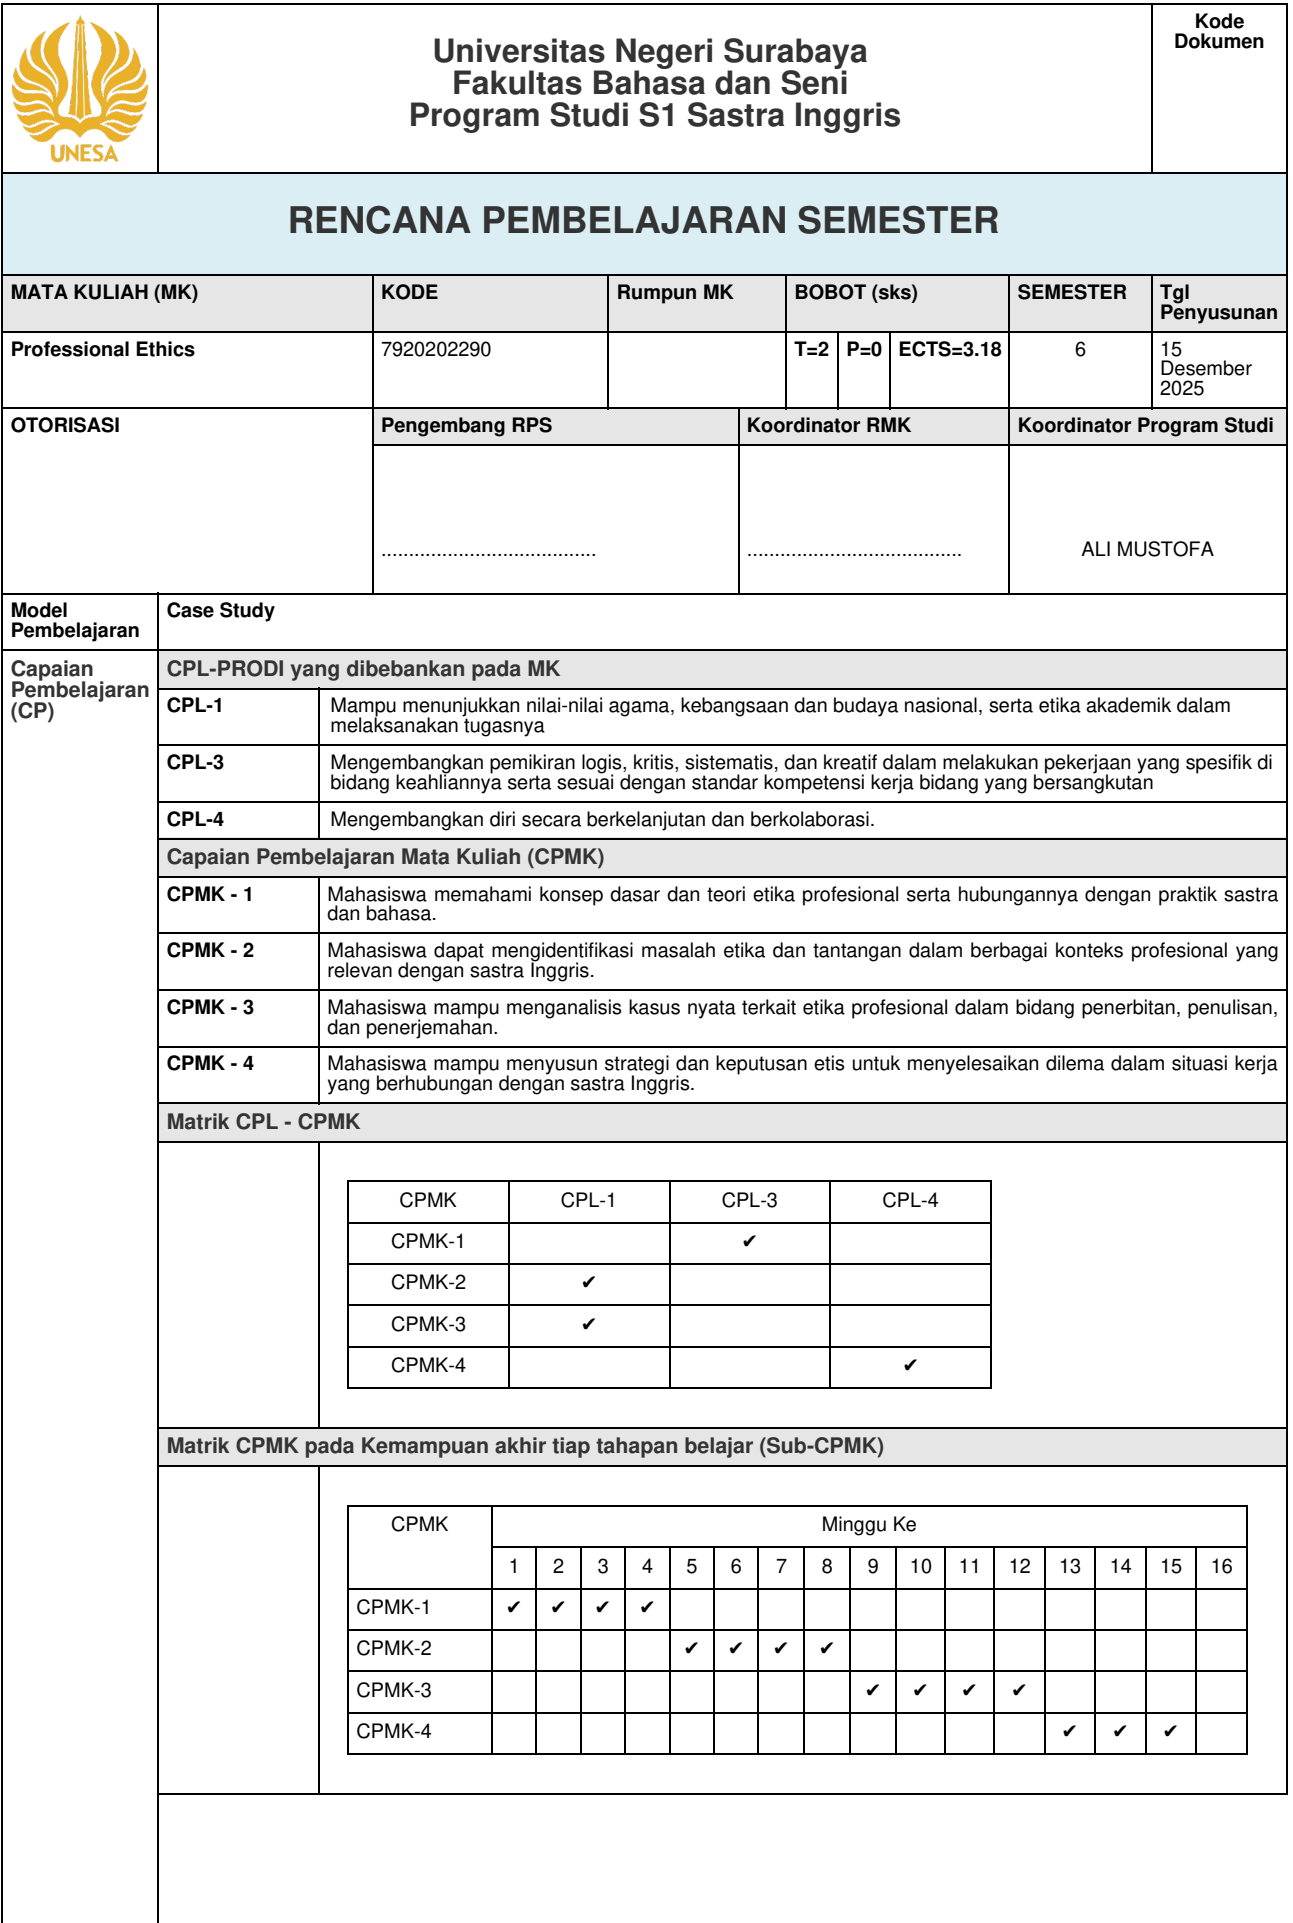 UNESA
Universitas Negeri Surabaya
Fakultas Bahasa dan Seni
Program Studi S1 Sastra Inggris
Kode
Dokumen
RENCANA PEMBELAJARAN SEMESTER
MATA KULIAH (MK) KODE Rumpun MK BOBOT (sks) SEMESTER Tgl
Penyusunan
Professional Ethics 7920202290 T=2 P=0 ECTS=3.18 6 15
Desember
2025
OTORISASI Pengembang RPS Koordinator RMK Koordinator Program Studi
....................................... ....................................... ALI MUSTOFA
Model
Pembelajaran
Case Study
Capaian
Pembelajaran
(CP)
CPL-PRODI yang dibebankan pada MK
CPL-1 Mampu menunjukkan nilai-nilai agama, kebangsaan dan budaya nasional, serta etika akademik dalam
melaksanakan tugasnya
CPL-3 Mengembangkan pemikiran logis, kritis, sistematis, dan kreatif dalam melakukan pekerjaan yang spesifik di
bidang keahliannya serta sesuai dengan standar kompetensi kerja bidang yang bersangkutan
CPL-4 Mengembangkan diri secara berkelanjutan dan berkolaborasi.
Capaian Pembelajaran Mata Kuliah (CPMK)
CPMK - 1 Mahasiswa memahami konsep dasar dan teori etika profesional serta hubungannya dengan praktik sastra
dan bahasa.
CPMK - 2 Mahasiswa dapat mengidentifikasi masalah etika dan tantangan dalam berbagai konteks profesional yang
relevan dengan sastra Inggris.
CPMK - 3 Mahasiswa mampu menganalisis kasus nyata terkait etika profesional dalam bidang penerbitan, penulisan,
dan penerjemahan.
CPMK - 4 Mahasiswa mampu menyusun strategi dan keputusan etis untuk menyelesaikan dilema dalam situasi kerja
yang berhubungan dengan sastra Inggris.
Matrik CPL - CPMK
CPMK CPL-1 CPL-3 CPL-4
CPMK-1 ✔
CPMK-2 ✔
CPMK-3 ✔
CPMK-4 ✔
Matrik CPMK pada Kemampuan akhir tiap tahapan belajar (Sub-CPMK)
CPMK Minggu Ke
1 2 3 4 5 6 7 8 9 10 11 12 13 14 15 16
CPMK-1 ✔ ✔ ✔ ✔
CPMK-2 ✔ ✔ ✔ ✔
CPMK-3 ✔ ✔ ✔ ✔
CPMK-4 ✔ ✔ ✔